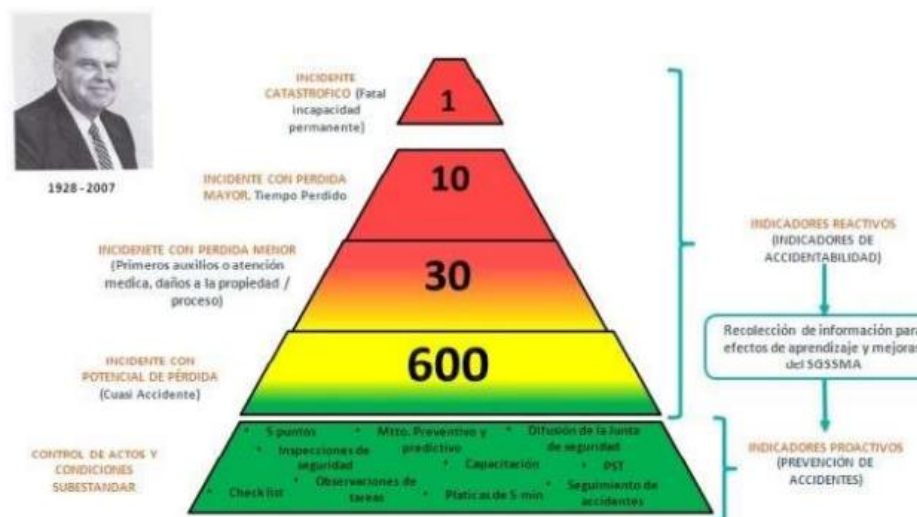 1928 - 2007
INCIDENTE
CATASTROFICO (Fatal
incapacidad
permanente)
1
INCIDENTE CON PERDIDA
MAYOR. Tiempo Perdido
10
INCIDENETE CON PERDIDA MENOR
(Primeros auxilios o atención
medica, daños a la propiedad /
proceso)
30
INCIDENTE CON
POTENCIAL DE PÉRDIDA
(Cuasi Accidente)
600
CONTROL DE ACTOS Y
CONDICIONES
SUBESTANDAR
• 5 puntos
• Mtto. Preventivo y
predictivo
• Difusión de la Junta
de seguridad
• Inspecciones de
seguridad
• Capacitación
• PST
• Check list
• Observaciones de
tareas
• Platicas de 5 min
• Seguimiento de
accidentes
INDICADORES REACTIVOS
(INDICADORES DE
ACCIDENTABILIDAD)
Recolección de información para
efectos de aprendizaje y mejoras
del SGSSMA
INDICADORES PROACTIVOS
(PREVENCIÓN DE
ACCIDENTES)